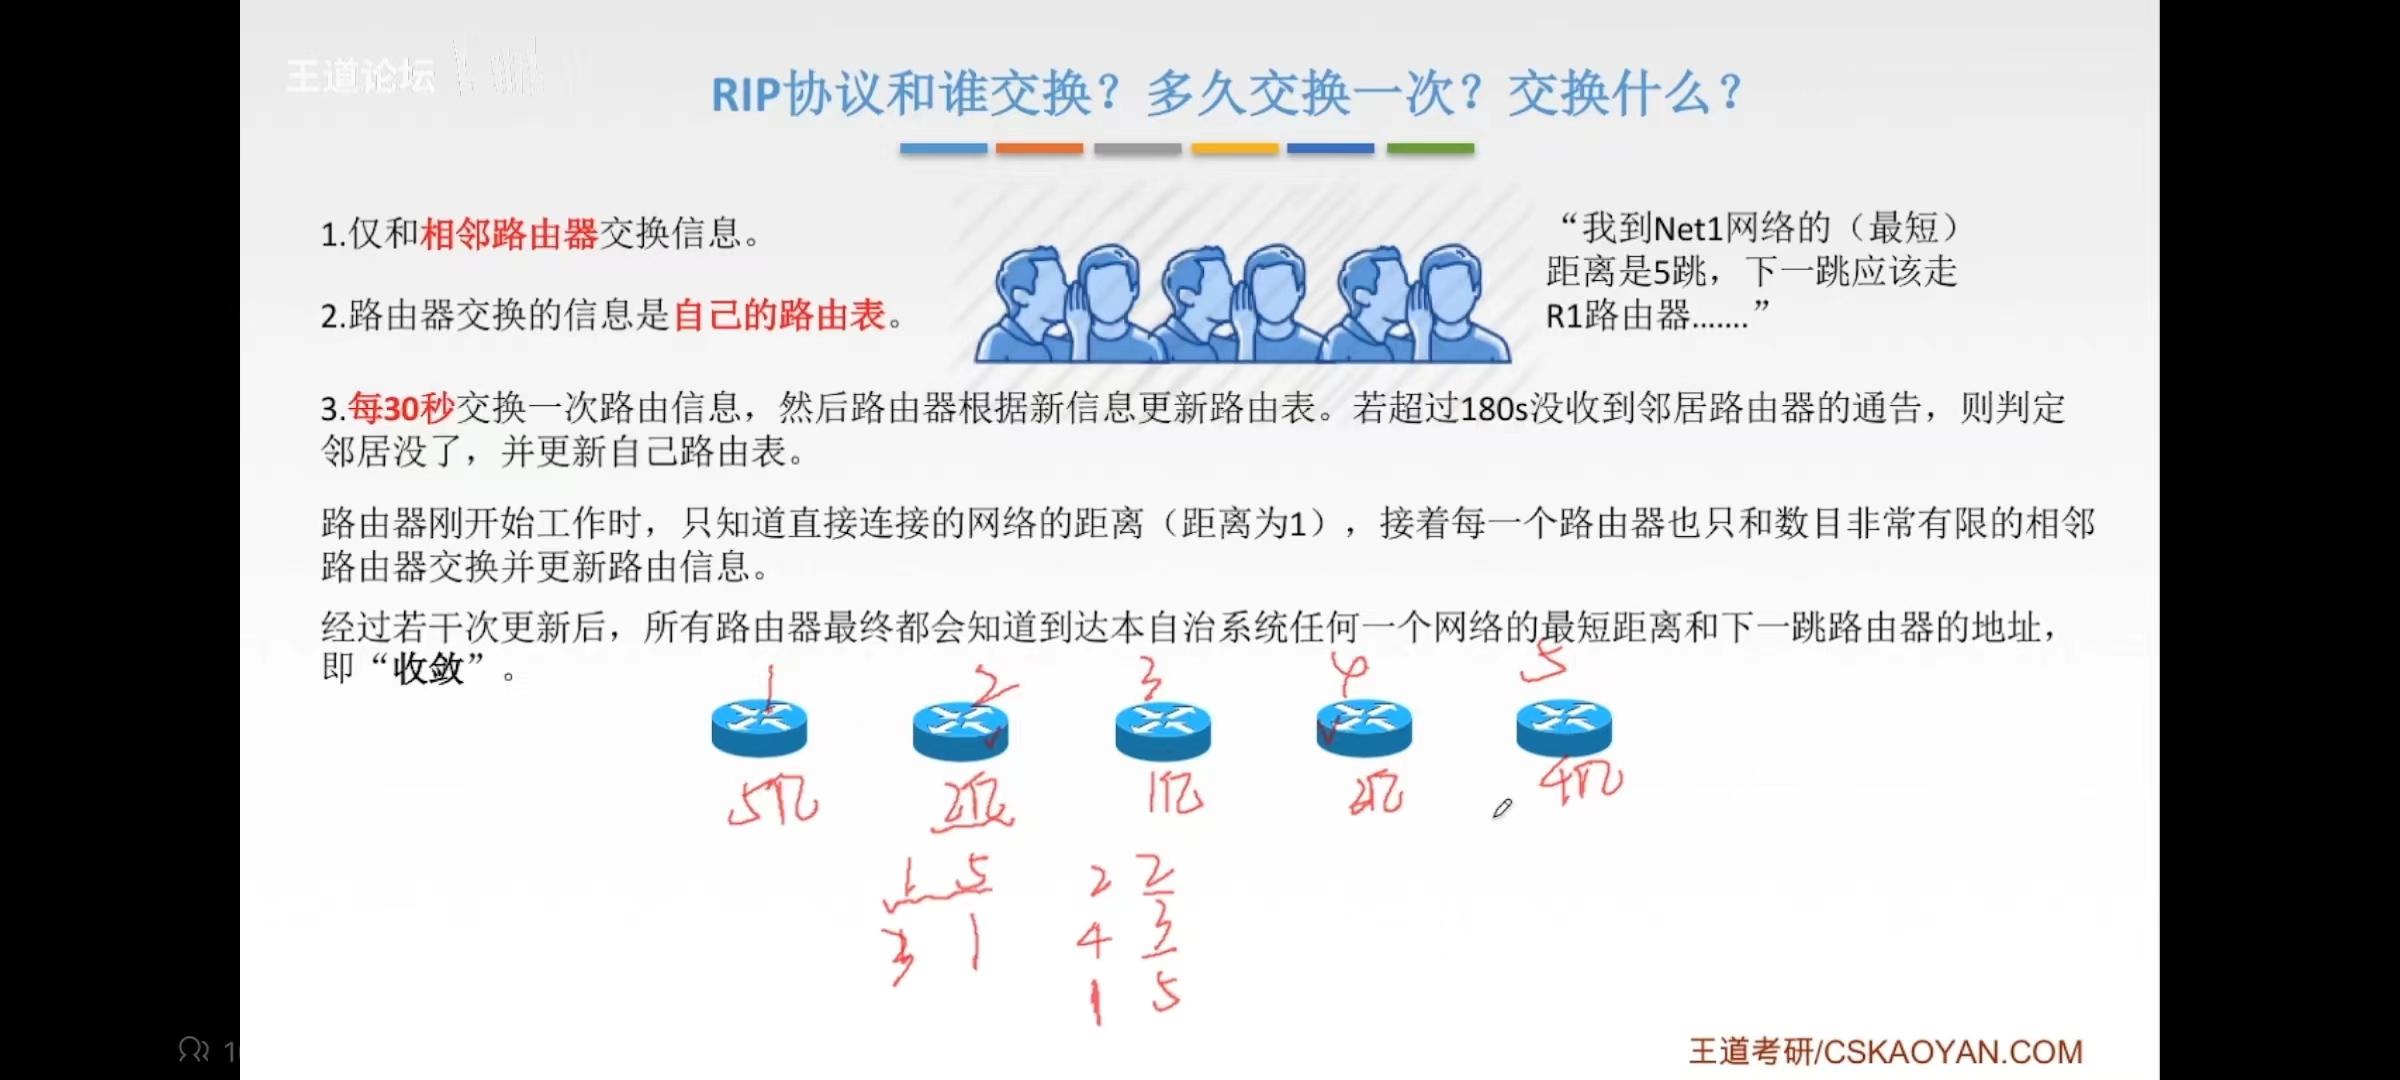 王道论坛
RIP协议和谁交换？多久交换一次？交换什么？
1.仅和相邻路由器交换信息。
“我到Net1网络的（最短）
距离是5跳，下一跳应该走
R1路由器.......”
2.路由器交换的信息是自己的路由表。
3.每30秒交换一次路由信息，然后路由器根据新信息更新路由表。若超过180s没收到邻居路由器的通告，则判定
邻居没了，并更新自己路由表。
路由器刚开始工作时，只知道直接连接的网络的距离（距离为1），接着每一个路由器也只和数目非常有限的相邻
路由器交换并更新路由信息。
经过若干次更新后，所有路由器最终都会知道到达本自治系统任何一个网络的最短距离和下一跳路由器的地址，
即“收敛”。
1 2 3 4 5
5亿 2亿 1亿 2亿 4亿
1 5 2 2
3 1 4 3
1 5
王道考研/CSKAOYAN.COM